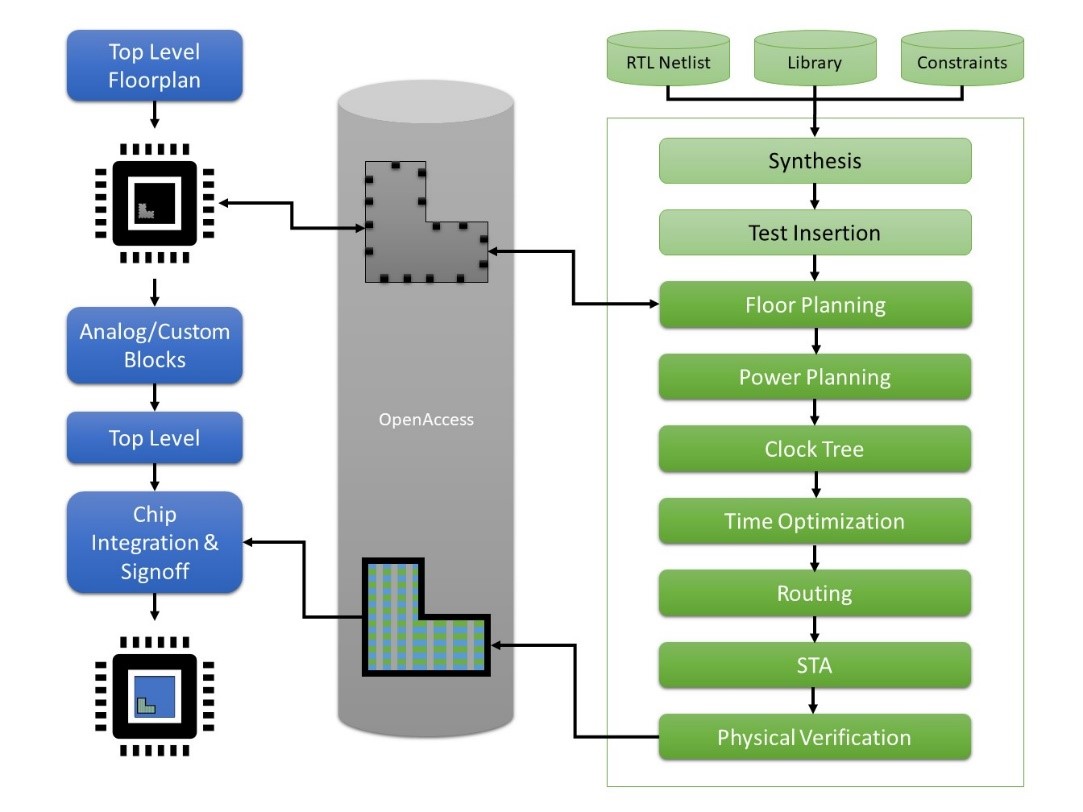 Top Level
Floorplan
Analog/Custom
Blocks
Top Level
Chip
Integration &
Signoff
OpenAccess
RTL Netlist
Library
Constraints
Synthesis
Test Insertion
Floor Planning
Power Planning
Clock Tree
Time Optimization
Routing
STA
Physical Verification